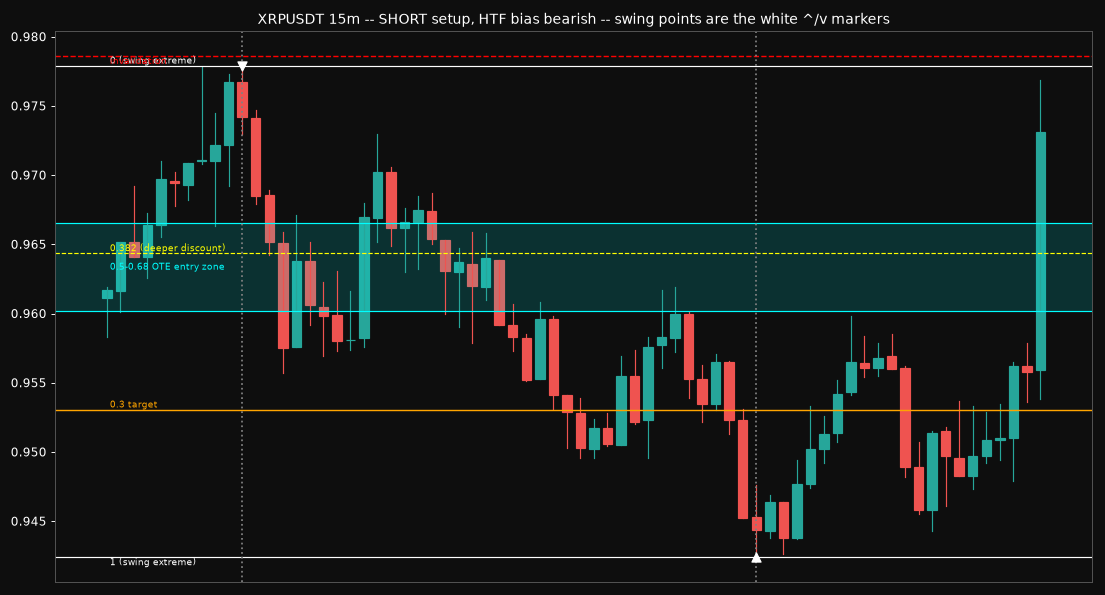 XRPUSDT 15m -- SHORT setup, HTF bias bearish -- swing points are the white ^/v markers
0.980
0 (swing extreme)
0.975
0.970
0.965
0.382 (deeper discount)
0.5-0.68 OTE entry zone
0.960
0.955
0.3 target
0.950
0.945
1 (swing extreme)